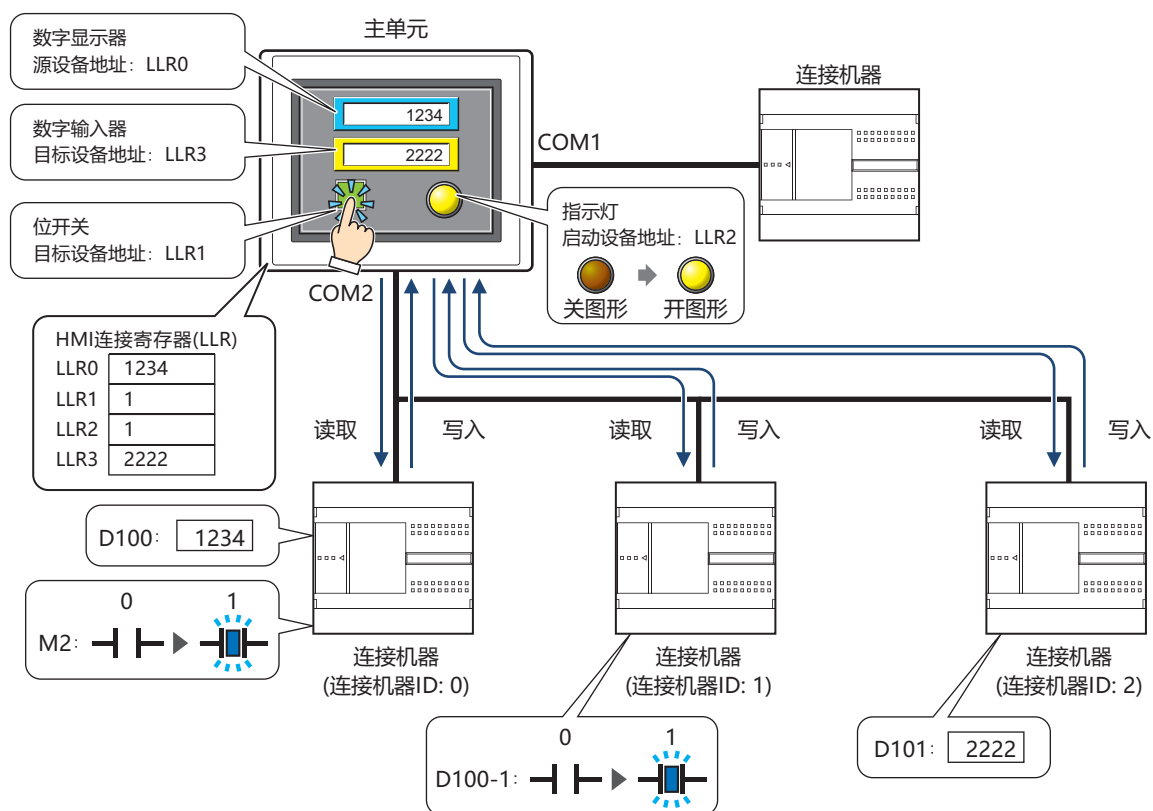 主单元
数字显示器
源设备地址：LLR0
数字输入器
目标设备地址：LLR3
位开关
目标设备地址：LLR1
1234
2222
COM1
连接机器
指示灯
启动设备地址：LLR2
关图形
开图形
COM2
HMI连接寄存器(LLR)
LLR0 1234
LLR1 1
LLR2 1
LLR3 2222
读取 写入
读取 写入
读取 写入
D100: 1234
M2: 0 1
连接机器
(连接机器ID: 0)
连接机器
(连接机器ID: 1)
连接机器
(连接机器ID: 2)
D100-1: 0 1
D101: 2222